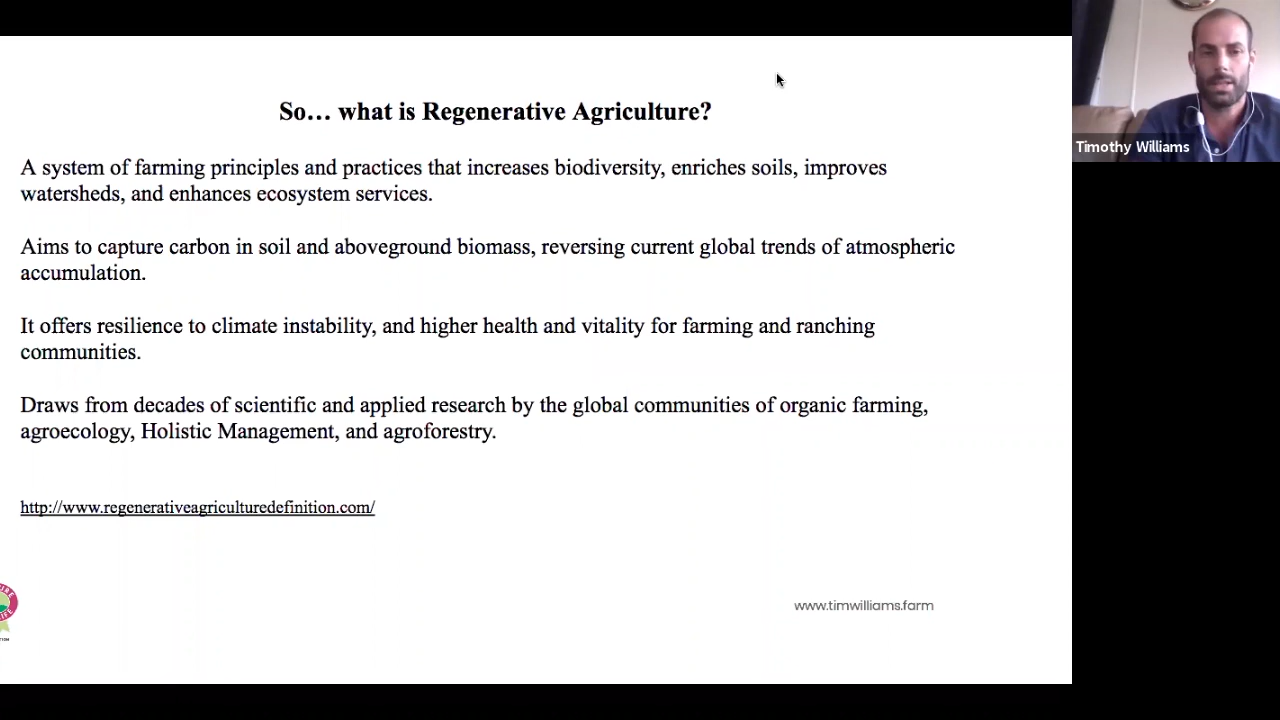 So… what is Regenerative Agriculture?
A system of farming principles and practices that increases biodiversity, enriches soils, improves
watersheds, and enhances ecosystem services.
Aims to capture carbon in soil and aboveground biomass, reversing current global trends of atmospheric
accumulation.
It offers resilience to climate instability, and higher health and vitality for farming and ranching
communities.
Draws from decades of scientific and applied research by the global communities of organic farming,
agroecology, Holistic Management, and agroforestry.
http://www.regenerativeagriculturedefinition.com/
www.timwilliams.farm
Timothy Williams